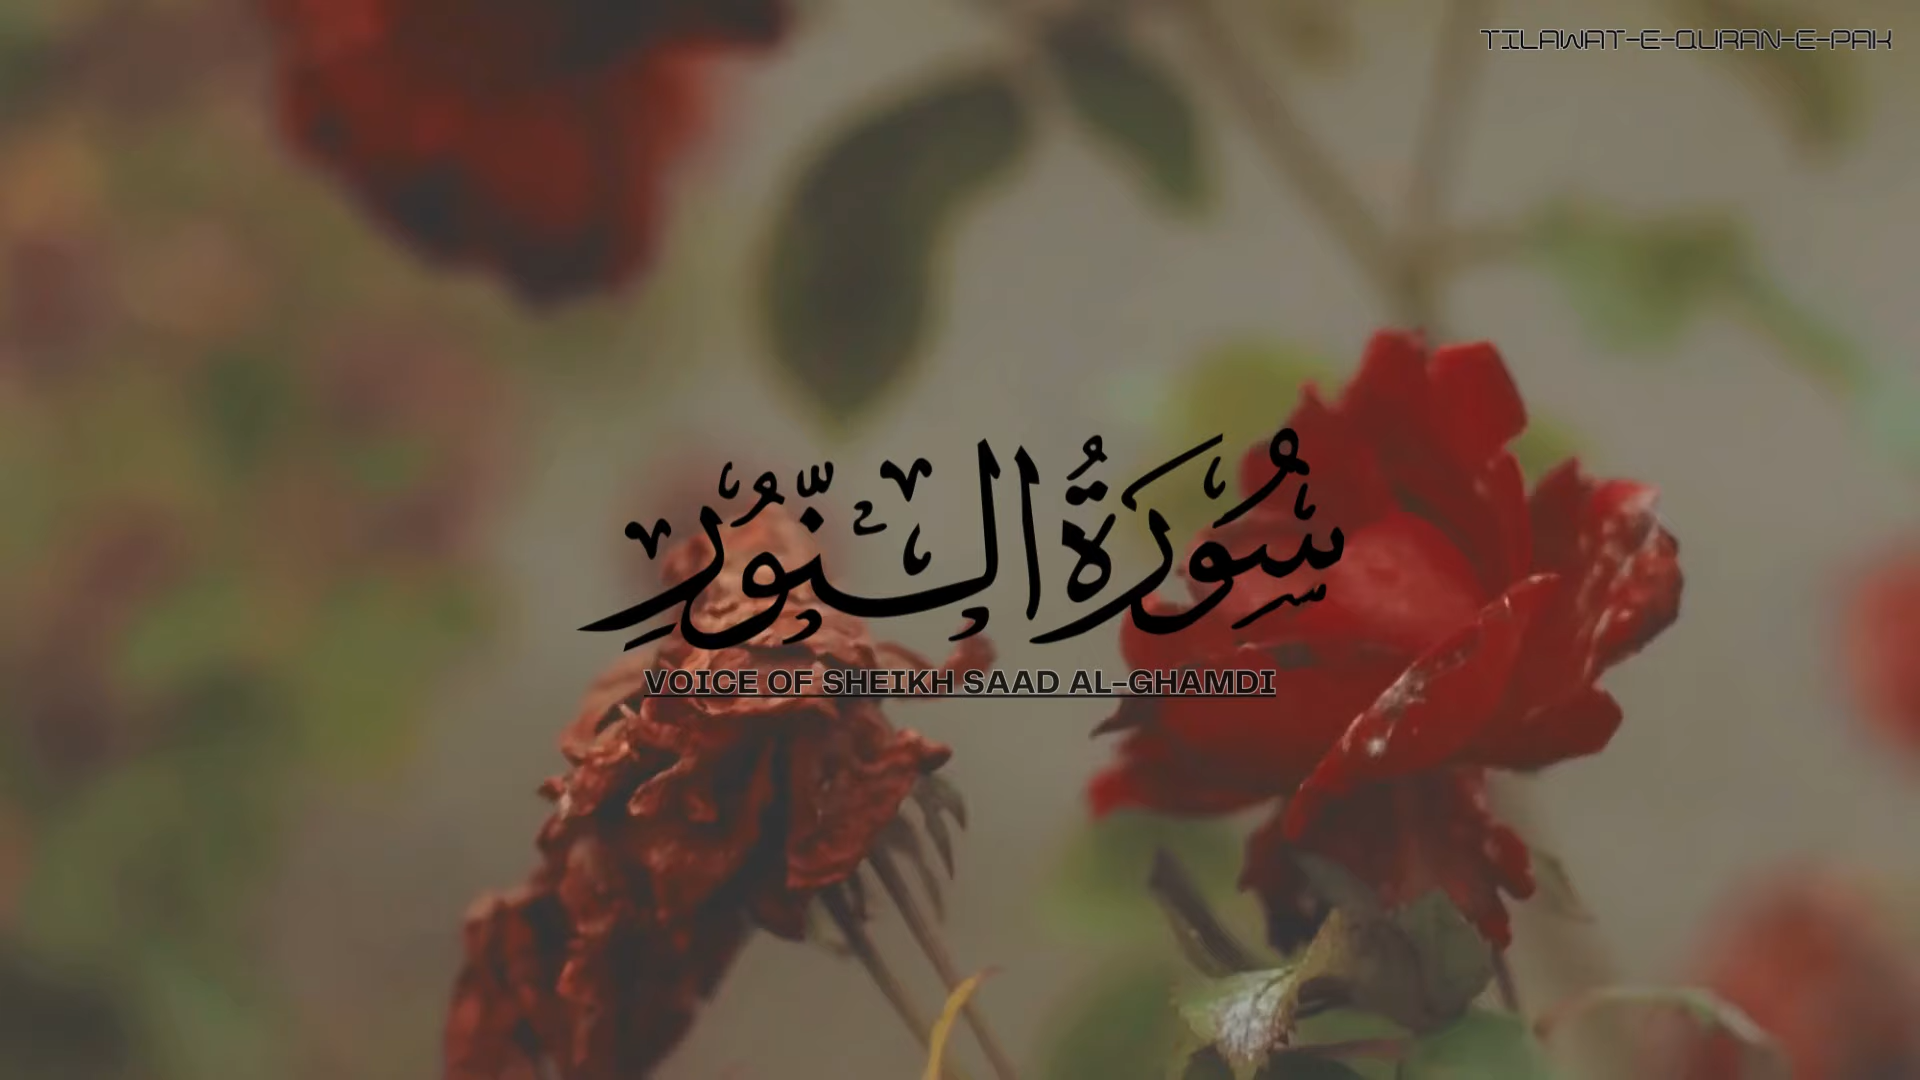 TILAWAT-E-QURAN-E-PAK
سُورَةُ النُّورِ
VOICE OF SHEIKH SAAD AL-GHAMDI